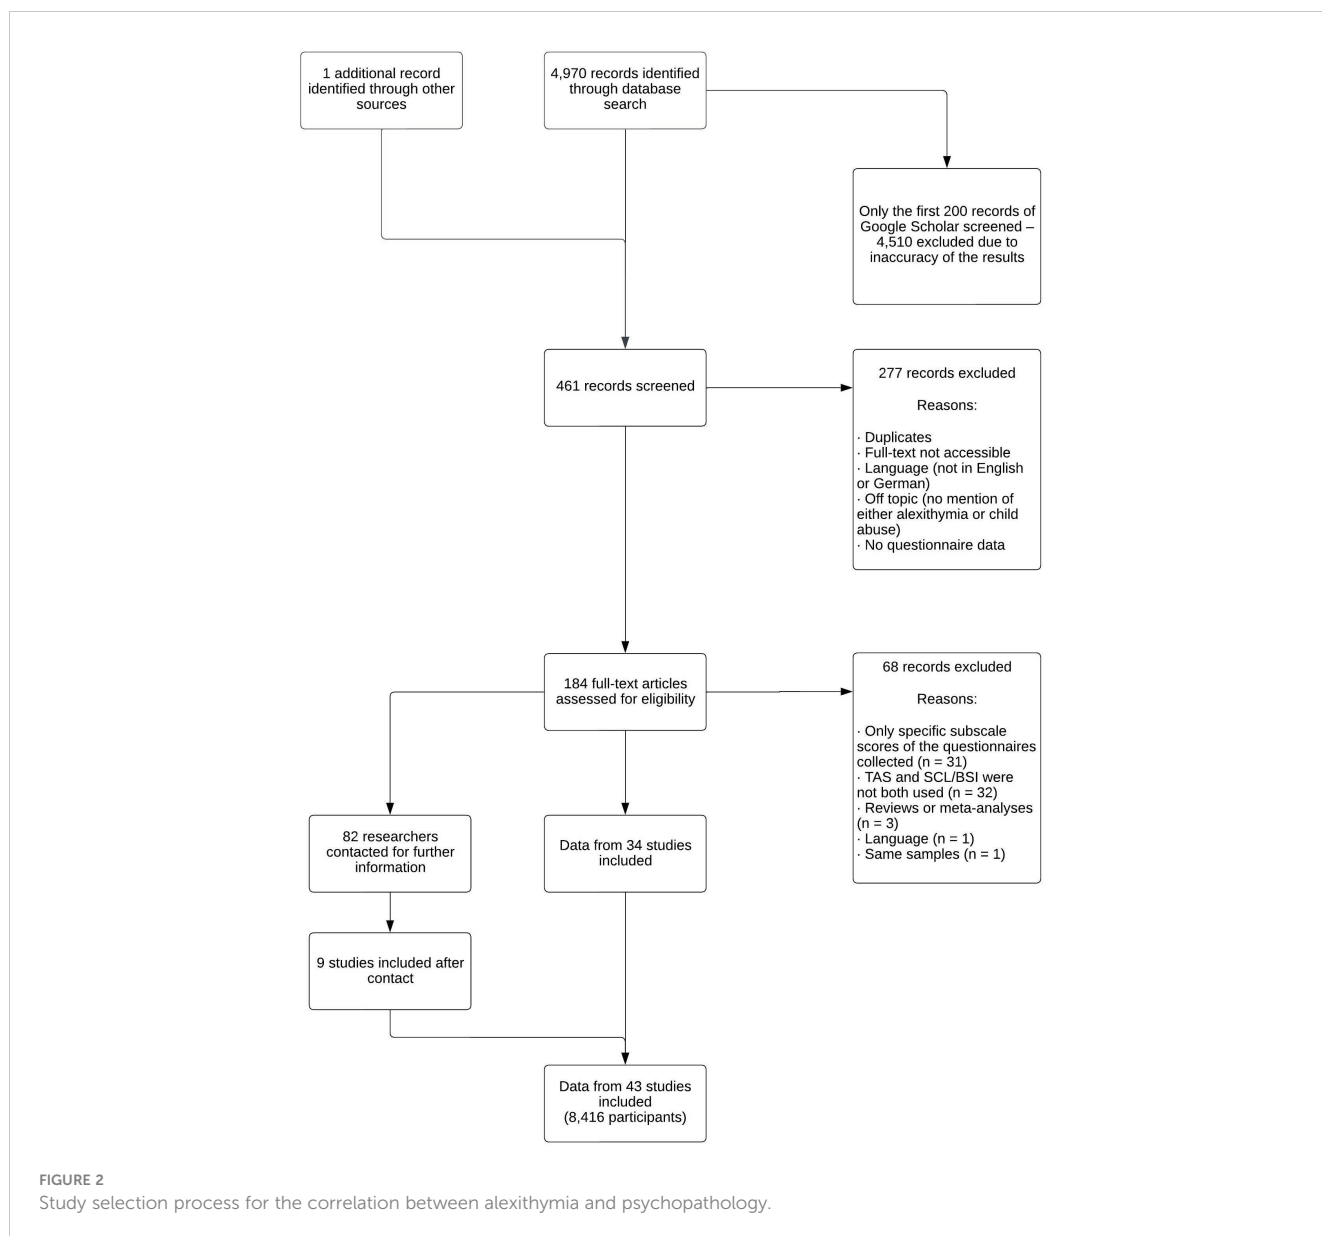 1 additional record
identified through other
sources
4,970 records identified
through database
search
Only the first 200 records of
Google Scholar screened –
4,510 excluded due to
inaccuracy of the results
461 records screened
277 records excluded
Reasons:
· Duplicates
· Full-text not accessible
· Language (not in English
or German)
· Off topic (no mention of
either alexithymia or child
abuse)
· No questionnaire data
184 full-text articles
assessed for eligibility
68 records excluded
Reasons:
· Only specific subscale
scores of the questionnaires
collected (n = 31)
· TAS and SCL/BSI were
not both used (n = 32)
· Reviews or meta-analyses
(n = 3)
· Language (n = 1)
· Same samples (n = 1)
82 researchers
contacted for further
information
Data from 34 studies
included
9 studies included after
contact
Data from 43 studies
included
(8,416 participants)
FIGURE 2
Study selection process for the correlation between alexithymia and psychopathology.